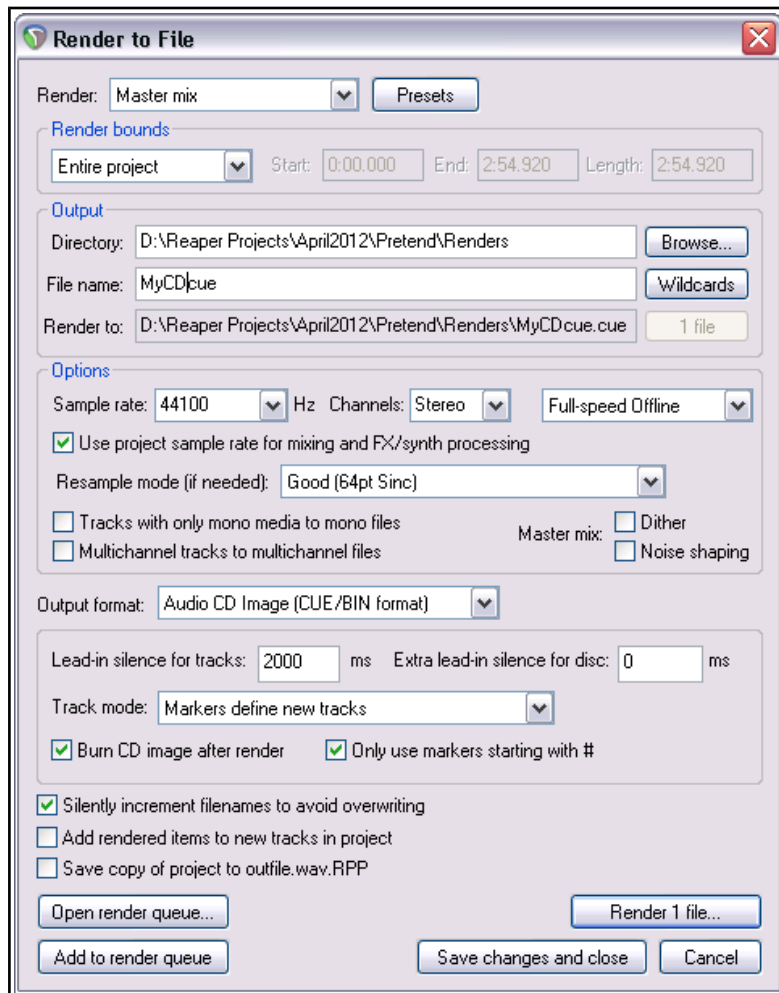 Render to File
Render: Master mix Presets
Render bounds
Entire project Start: 0:00.000 End: 2:54.920 Length: 2:54.920
Output
Directory: D:\Reaper Projects\April2012\Pretend\Renders Browse...
File name: MyCDcue Wildcards
Render to: D:\Reaper Projects\April2012\Pretend\Renders\MyCDcue.cue 1 file
Options
Sample rate: 44100 Hz Channels: Stereo Full-speed Offline
Use project sample rate for mixing and FX/synth processing
Resample mode (if needed): Good (64pt Sinc)
Tracks with only mono media to mono files
Master mix: Dither
Multichannel tracks to multichannel files
Noise shaping
Output format: Audio CD Image (CUE/BIN format)
Lead-in silence for tracks: 2000 ms Extra lead-in silence for disc: 0 ms
Track mode: Markers define new tracks
Burn CD image after render Only use markers starting with #
Silently increment filenames to avoid overwriting
Add rendered items to new tracks in project
Save copy of project to outfile.wav.RPP
Open render queue... Render 1 file...
Add to render queue Save changes and close Cancel